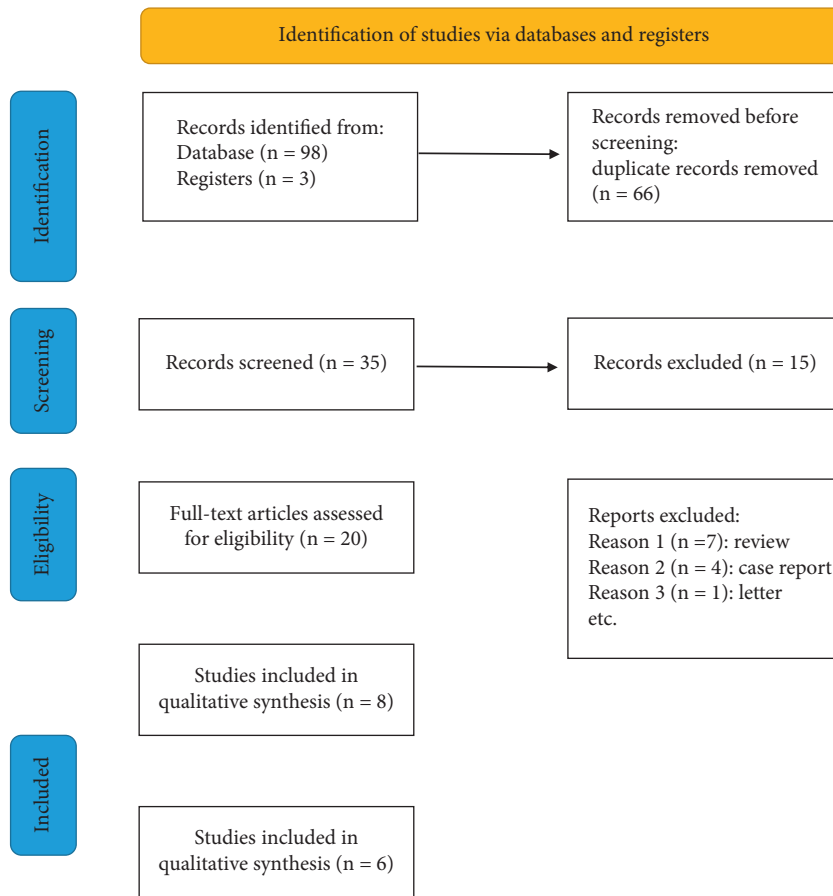 Identification of studies via databases and registers
Identification
Records identified from:
Database (n = 98)
Registers (n = 3)
Records removed before
screening:
duplicate records removed
(n = 66)
Screening
Records screened (n = 35)
Records excluded (n = 15)
Eligibility
Full-text articles assessed
for eligibility (n = 20)
Reports excluded:
Reason 1 (n =7): review
Reason 2 (n = 4): case report
Reason 3 (n = 1): letter
etc.
Studies included in
qualitative synthesis (n = 8)
Included
Studies included in
qualitative synthesis (n = 6)